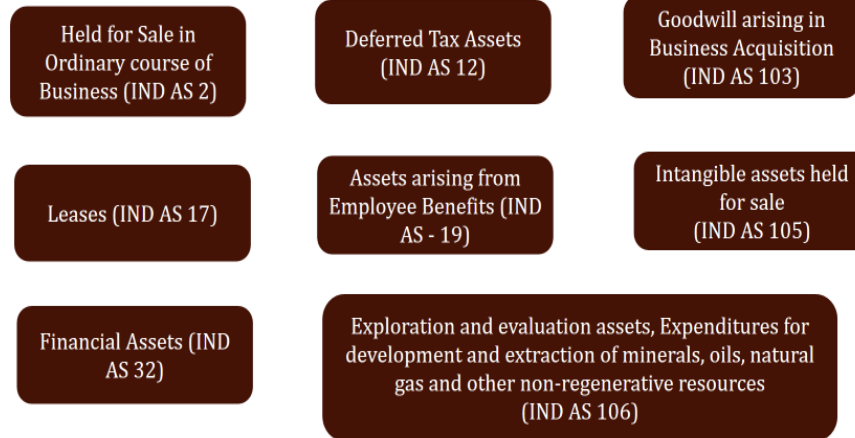 Held for Sale in
Ordinary course of
Business (IND AS 2)
Deferred Tax Assets
(IND AS 12)
Goodwill arising in
Business Acquisition
(IND AS 103)
Leases (IND AS 17)
Assets arising from
Employee Benefits (IND
AS - 19)
Intangible assets held
for sale
(IND AS 105)
Financial Assets (IND
AS 32)
Exploration and evaluation assets, Expenditures for
development and extraction of minerals, oils, natural
gas and other non-regenerative resources
(IND AS 106)